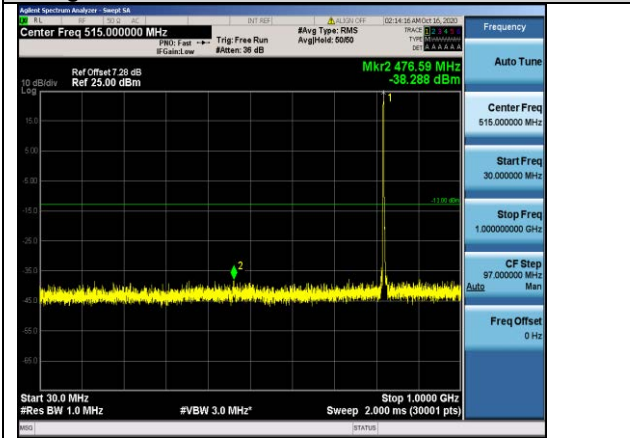 Agilent Spectrum Analyzer - Swept SA
RL RF 50 Ω AC INT REF ALIGN OFF 02:14:16 AM Oct 16, 2020
Center Freq 515.000000 MHz
PNO: Fast
IFGain:Low
Trig: Free Run
#Atten: 36 dB
#Avg Type: RMS
Avg|Hold: 50/50
TRACE 1 2 3 4 5 6
TYPE
DET A A A A A A
Frequency
Mkr2 476.59 MHz
-38.288 dBm
Ref Offset 7.28 dB
Ref 25.00 dBm
10 dB/div
Log
15.0
5.00
-5.00
-15.0
-25.0
-35.0
-45.0
-55.0
-65.0
1
-13.00 dBm
2
Auto Tune
Center Freq
515.000000 MHz
Start Freq
30.000000 MHz
Stop Freq
1.000000000 GHz
CF Step
97.000000 MHz
Auto Man
Freq Offset
0 Hz
Start 30.0 MHz
Stop 1.0000 GHz
#Res BW 1.0 MHz
#VBW 3.0 MHz*
Sweep 2.000 ms (30001 pts)
MSG
STATUS